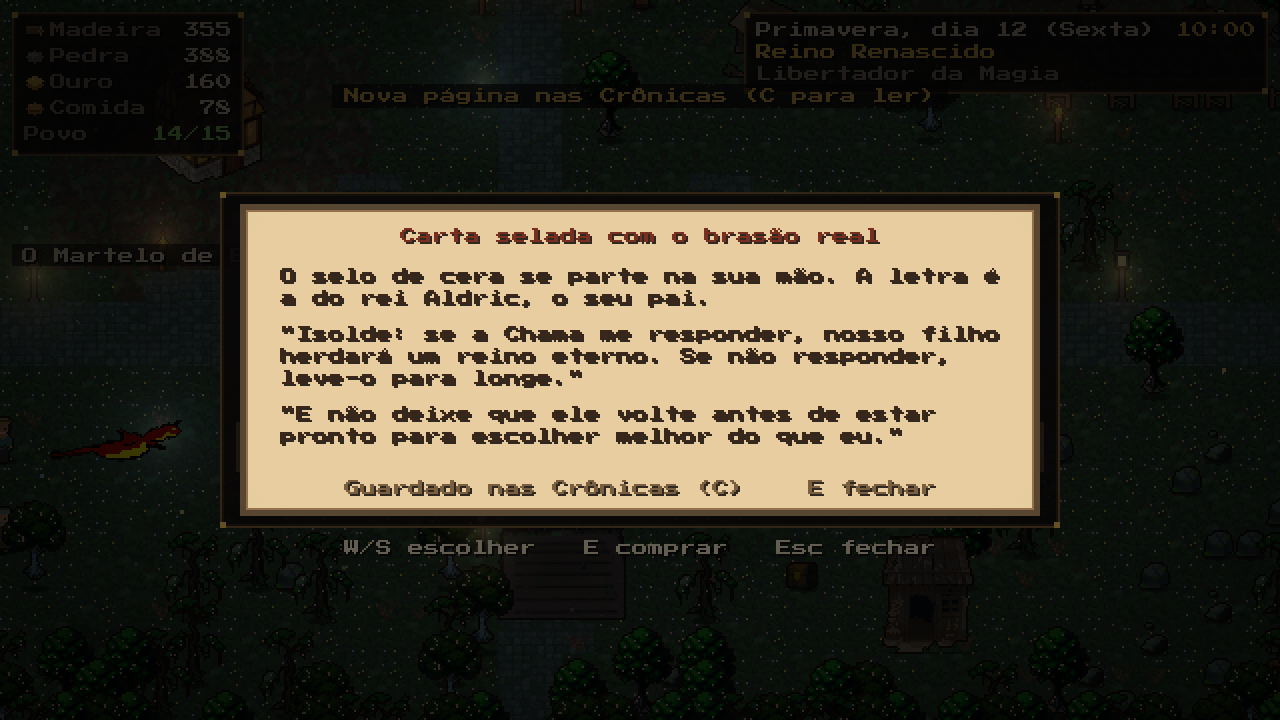 Madeira 355
Pedra 388
Ouro 160
Comida 78
Povo 14/15
Primavera, dia 12 (Sexta) 10:00
Reino Renascido
Libertador da Magia
Nova página nas Crônicas (C para ler)
O Martelo de
Carta selada com o brasão real
O selo de cera se parte na sua mão. A letra é
a do rei Aldric, o seu pai.
"Isolde: se a Chama me responder, nosso filho
herdará um reino eterno. Se não responder,
leve-o para longe."
"E não deixe que ele volte antes de estar
pronto para escolher melhor do que eu."
Guardado nas Crônicas (C) E fechar
W/S escolher E comprar Esc fechar